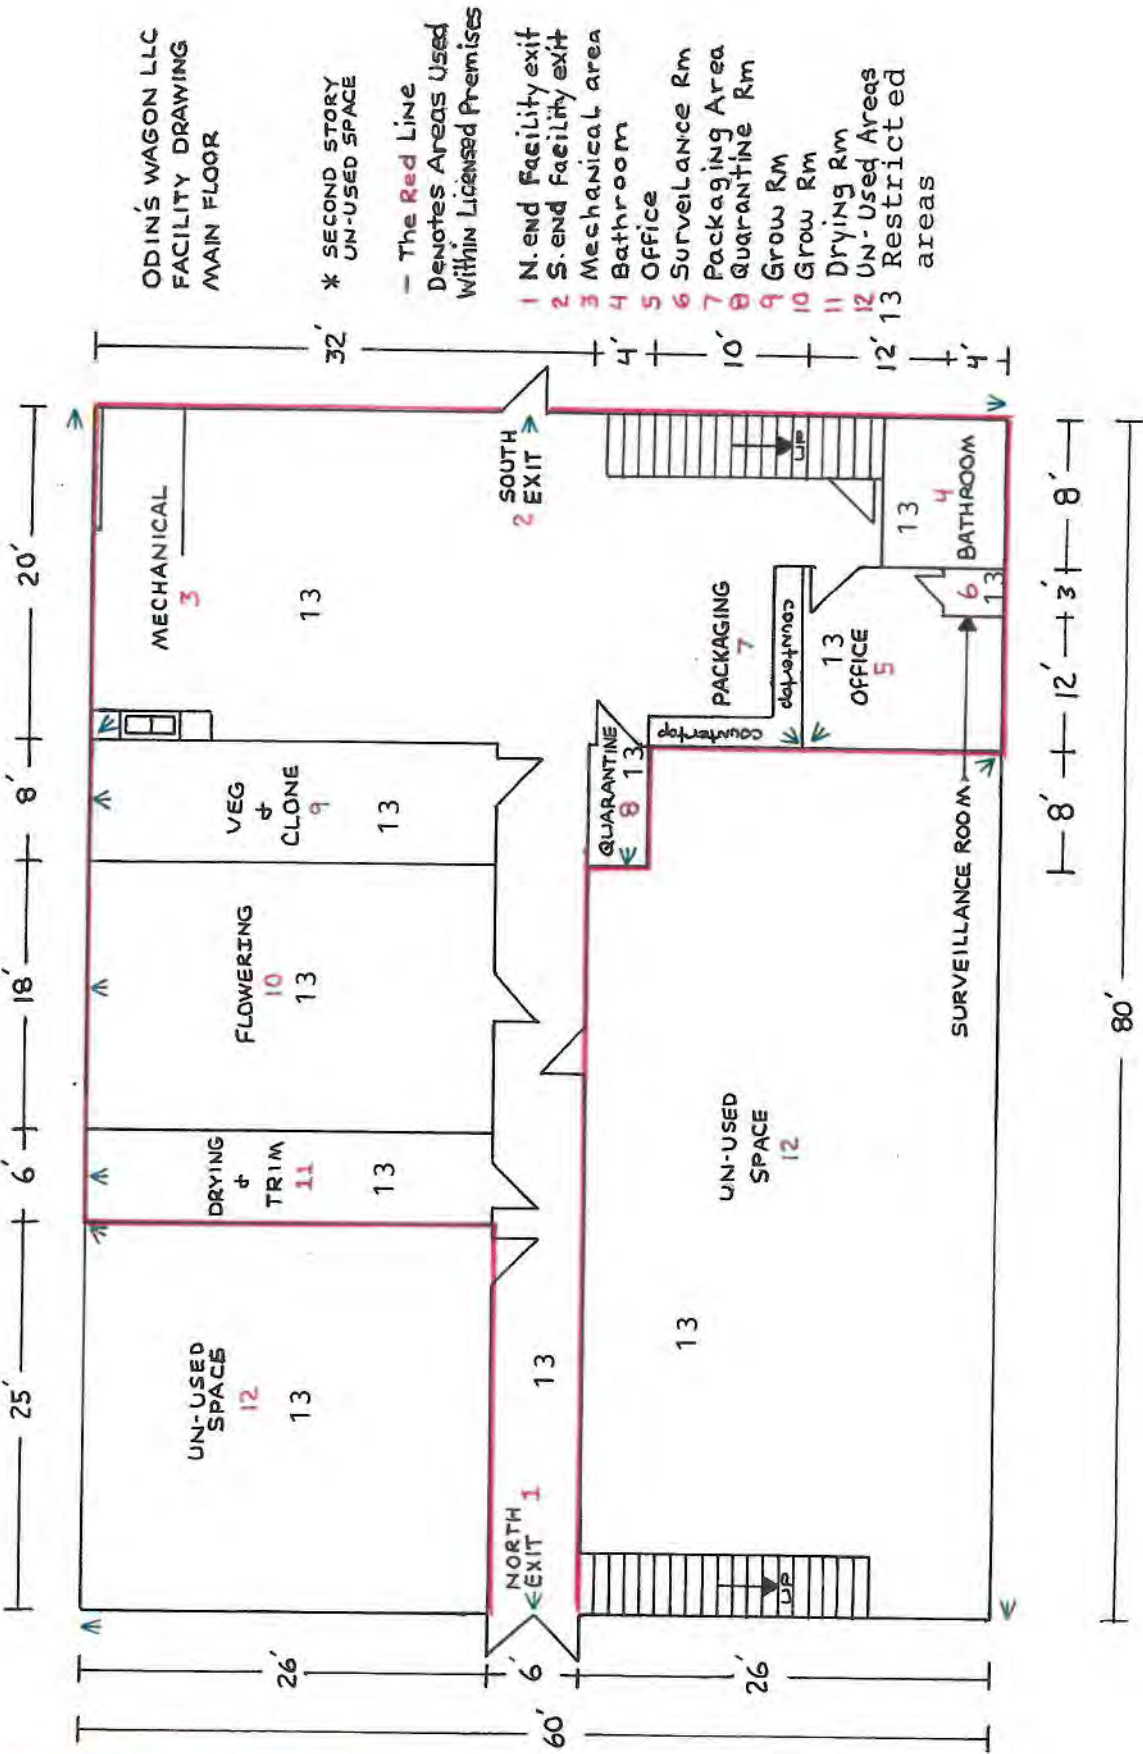 ODIN'S WAGON LLC
FACILITY DRAWING
MAIN FLOOR
* SECOND STORY
UN-USED SPACE
- The Red Line
Denotes Areas Used
Within Licensed Premises
1 N. end Facility exit
2 S. end Facility exit
3 Mechanical area
4 Bathroom
5 Office
6 Surveilance Rm
7 Packaging Area
8 Quarantine Rm
9 Grow Rm
10 Grow Rm
11 Drying Rm
12 Un-Used Areas
13 Restricted
areas
25'
6'
18'
8'
20'
32'
4'
10'
12'
4'
26'
6'
26'
60'
8'
12'
3'
8'
80'
UN-USED
SPACE
12
13
DRYING
&
TRIM
11
13
FLOWERING
10
13
VEG
&
CLONE
9
13
MECHANICAL
3
13
NORTH
EXIT
1
13
2 SOUTH
EXIT
QUARANTINE
8 13
PACKAGING
7
countertop
countertop
13
OFFICE
5
6
13
13
4
BATHROOM
UP
UN-USED
SPACE
12
13
SURVEILLANCE ROOM
UP